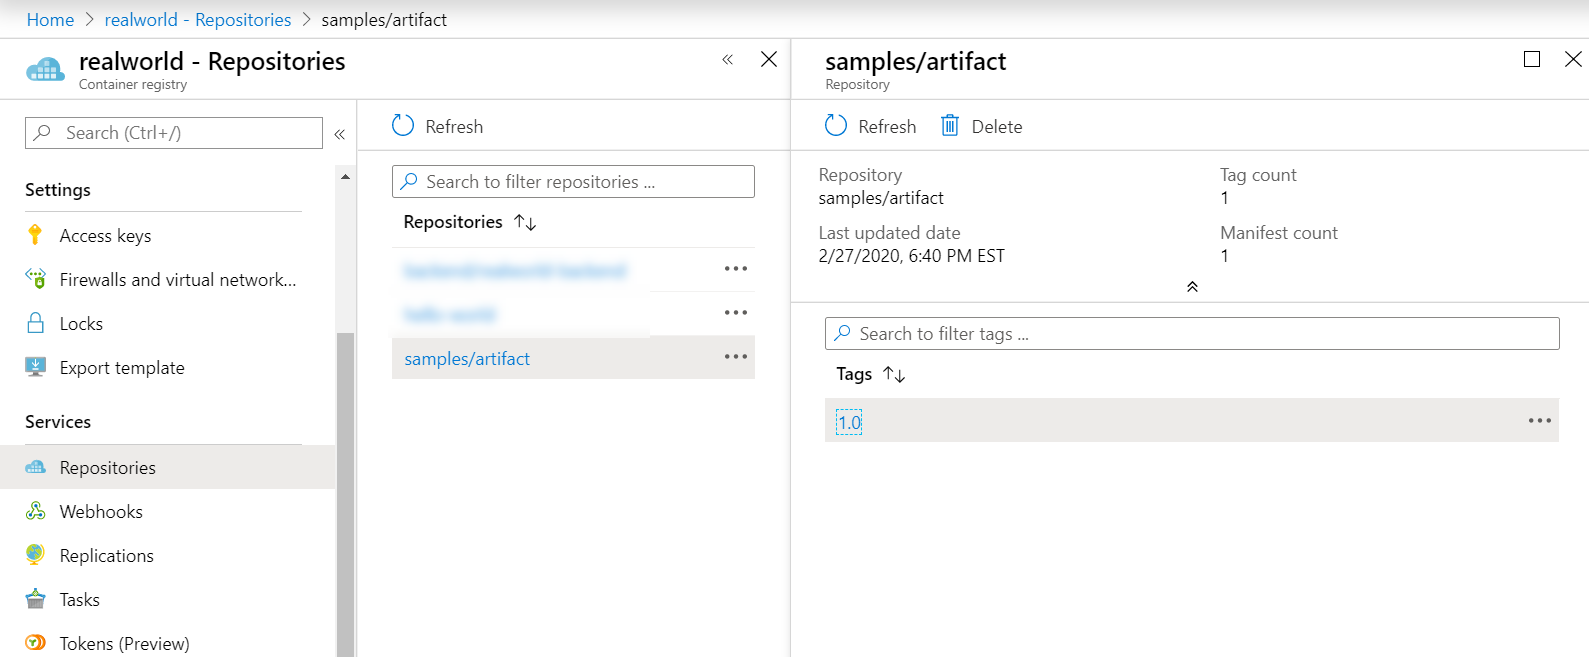 Home > realworld - Repositories > samples/artifact
realworld - Repositories
Container registry
Search (Ctrl+/)
Settings
Access keys
Firewalls and virtual network...
Locks
Export template
Services
Repositories
Webhooks
Replications
Tasks
Tokens (Preview)
Refresh
Search to filter repositories ...
Repositories
samples/artifact
samples/artifact
Repository
Refresh
Delete
Repository
samples/artifact
Last updated date
2/27/2020, 6:40 PM EST
Tag count
1
Manifest count
1
Search to filter tags ...
Tags
1.0